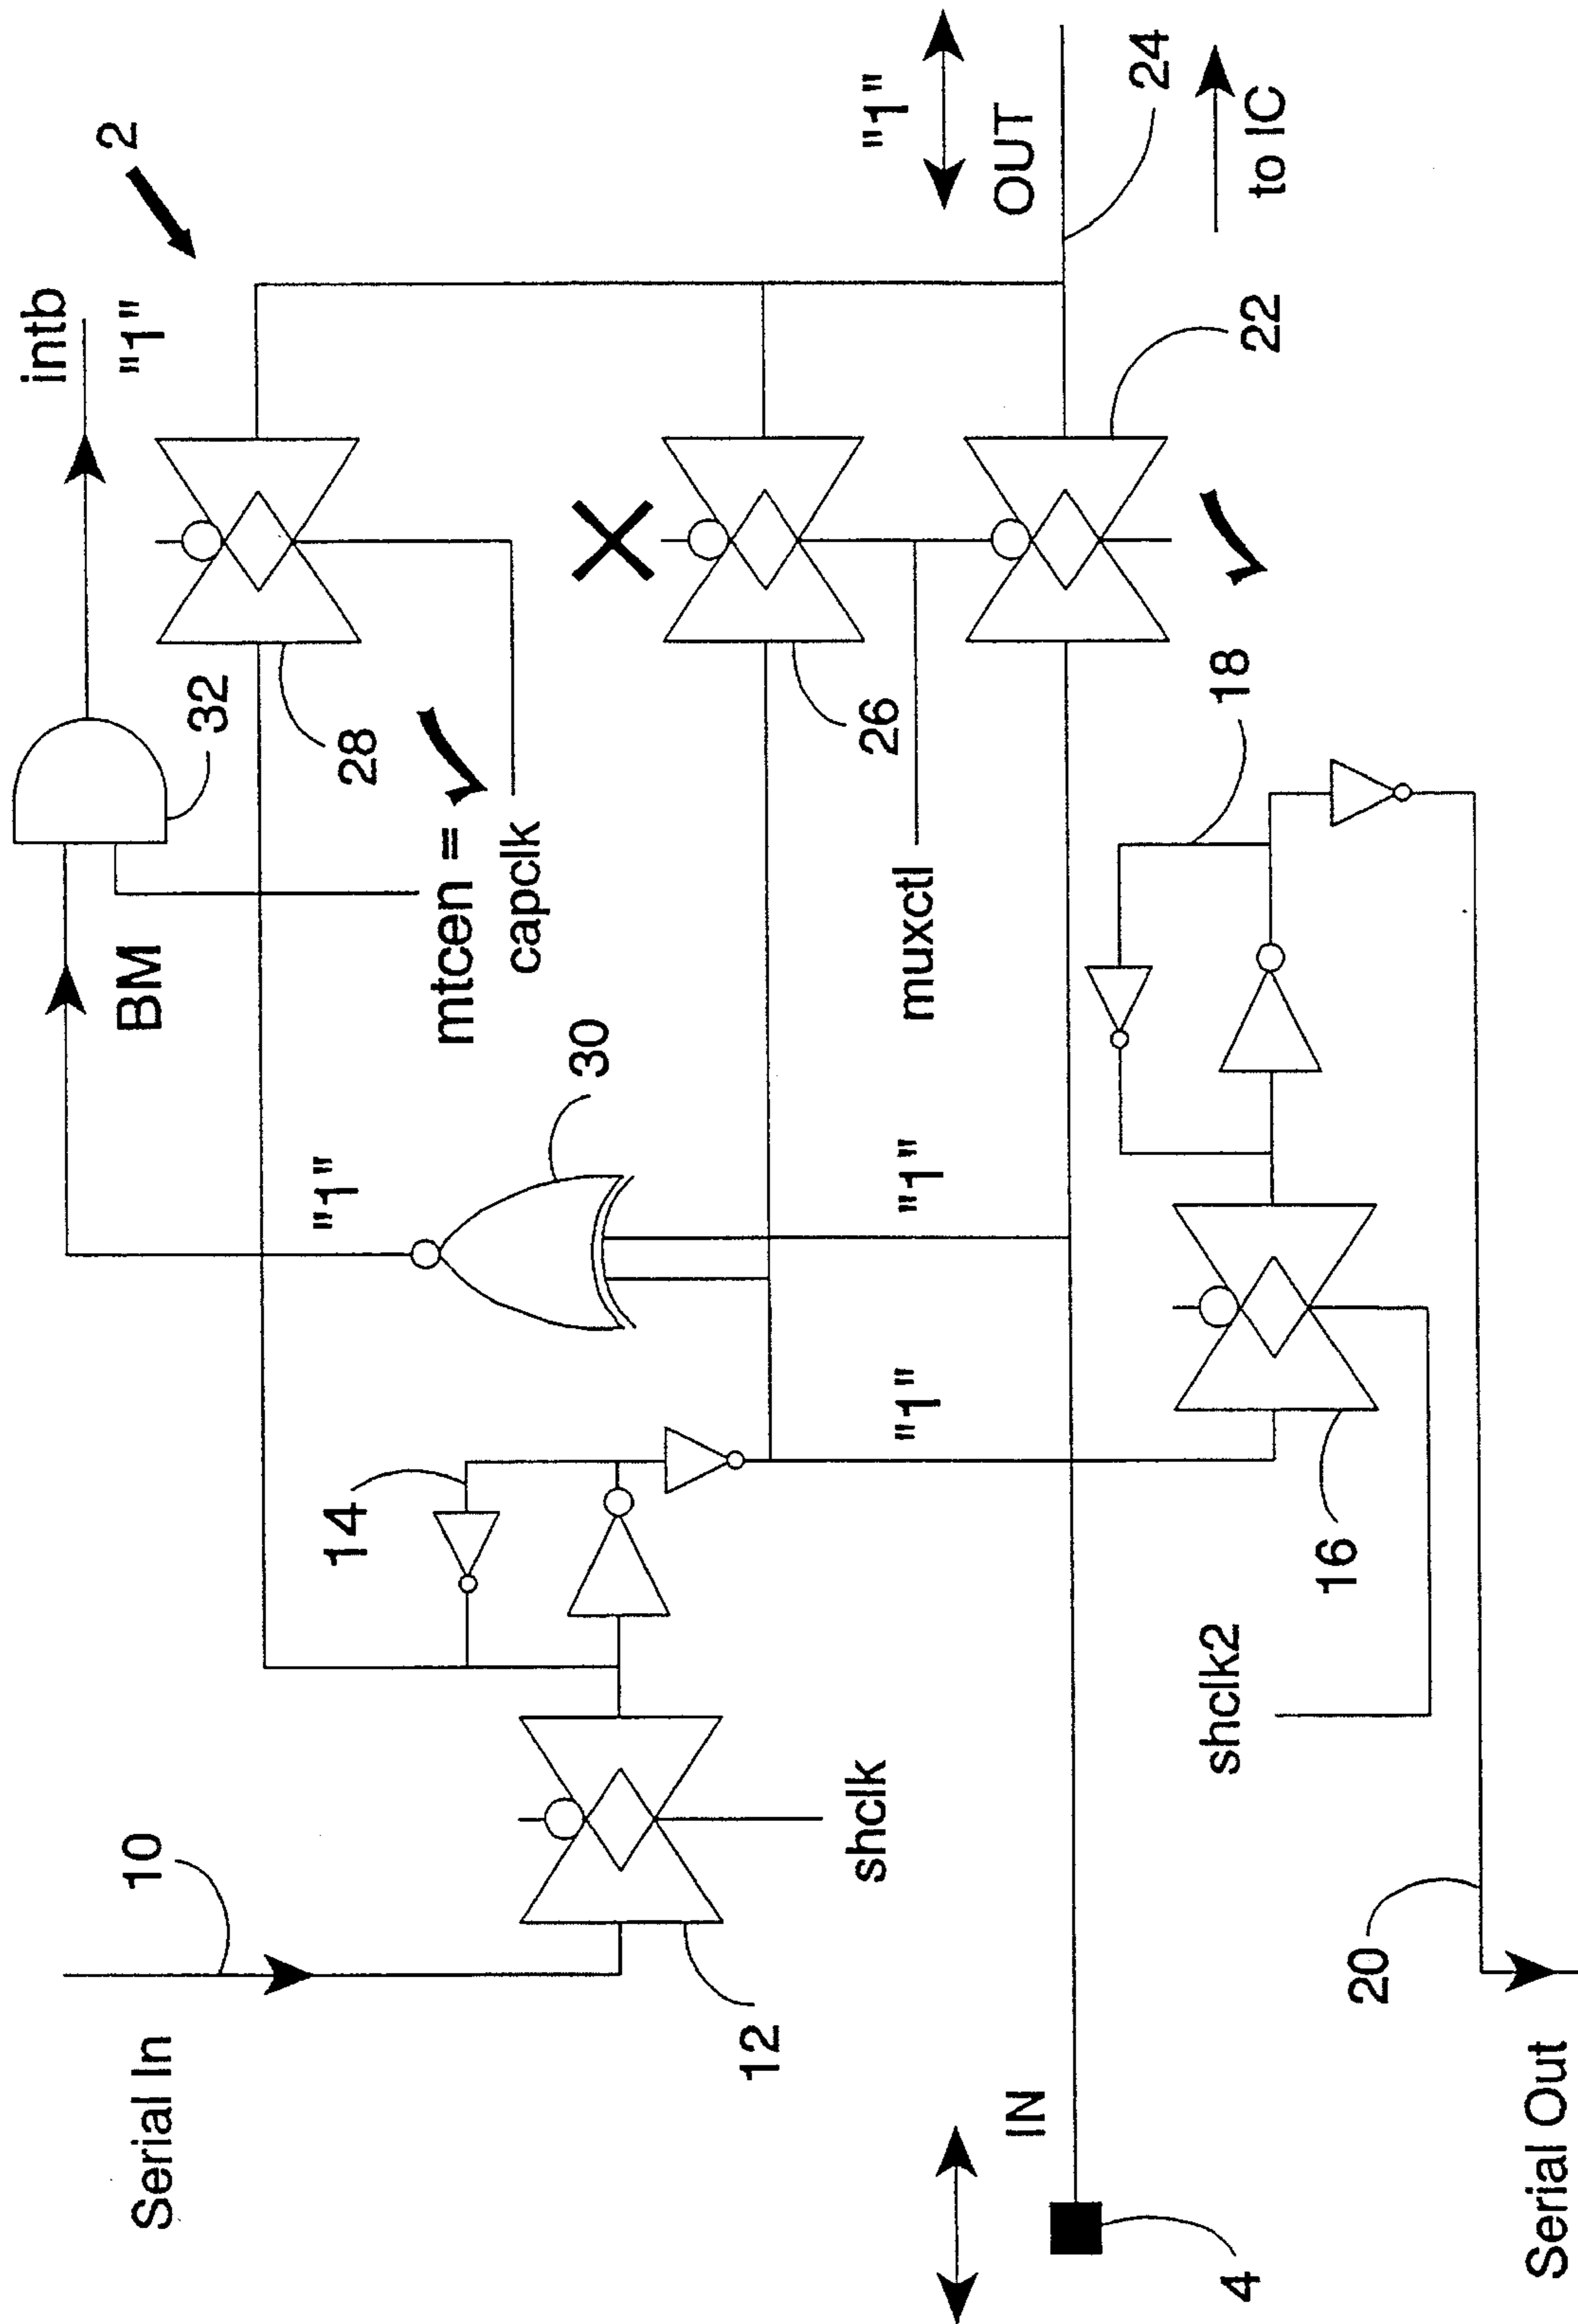 Serial In
10
12
shclk
14
"1"
30
BM
mtcen =
capclk
32
28
intb
"1"
2
26
muxctl
"1"
"1"
22
"1"
OUT
24
to IC
IN
4
shclk2
16
18
20
Serial Out